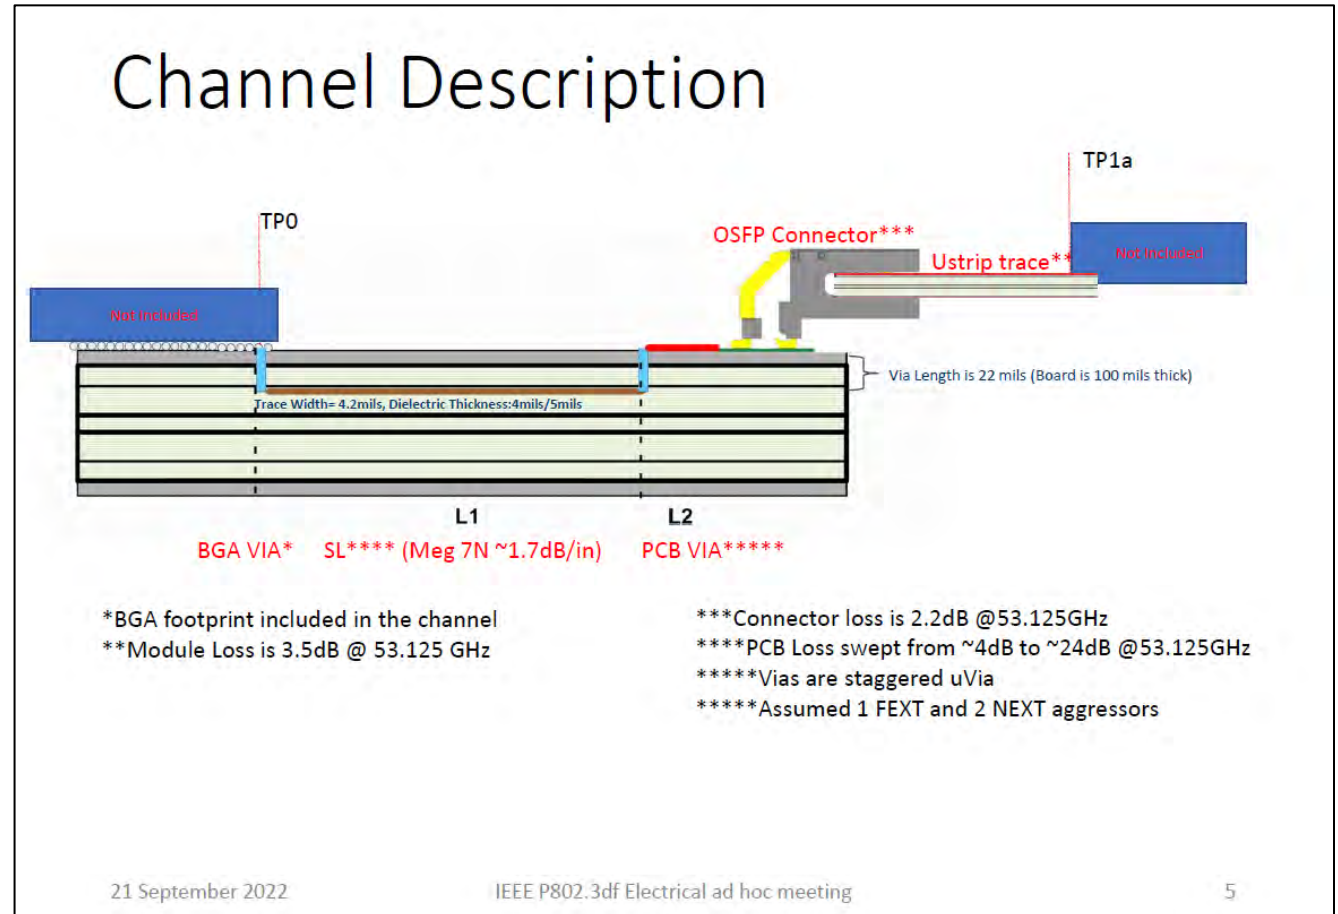 Channel Description
TP1a
TP0
OSFP Connector***
Ustrip trace**
Not Included
Not Included
Via Length is 22 mils (Board is 100 mils thick)
Trace Width= 4.2mils, Dielectric Thickness:4mils/5mils
L1 L2
BGA VIA* SL**** (Meg 7N ~1.7dB/in) PCB VIA*****
*BGA footprint included in the channel
**Module Loss is 3.5dB @ 53.125 GHz
***Connector loss is 2.2dB @53.125GHz
****PCB Loss swept from ~4dB to ~24dB @53.125GHz
*****Vias are staggered uVia
*****Assumed 1 FEXT and 2 NEXT aggressors
21 September 2022 IEEE P802.3df Electrical ad hoc meeting 5